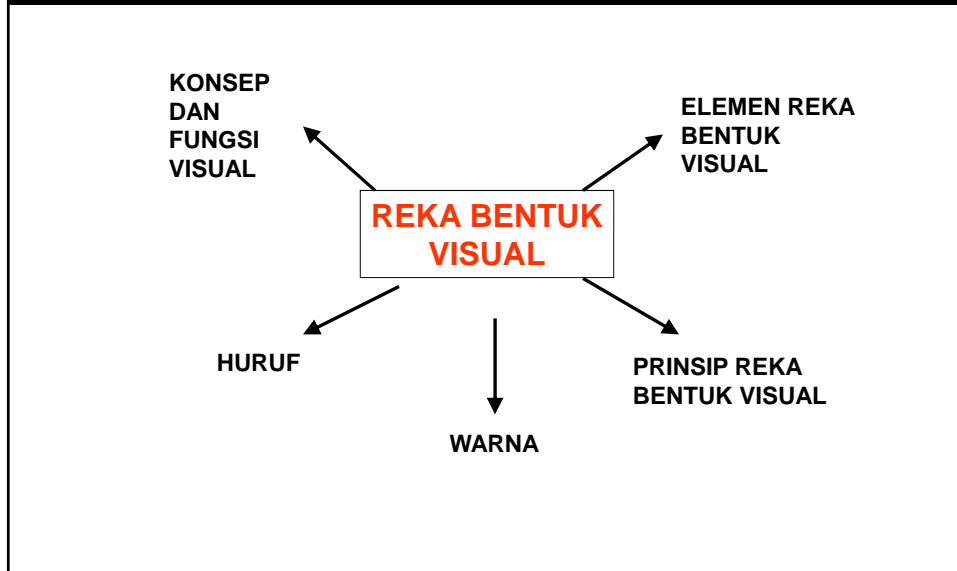 KONSEP
DAN
FUNGSI
VISUAL
ELEMEN REKA
BENTUK
VISUAL
REKA BENTUK
VISUAL
HURUF
PRINSIP REKA
BENTUK VISUAL
WARNA